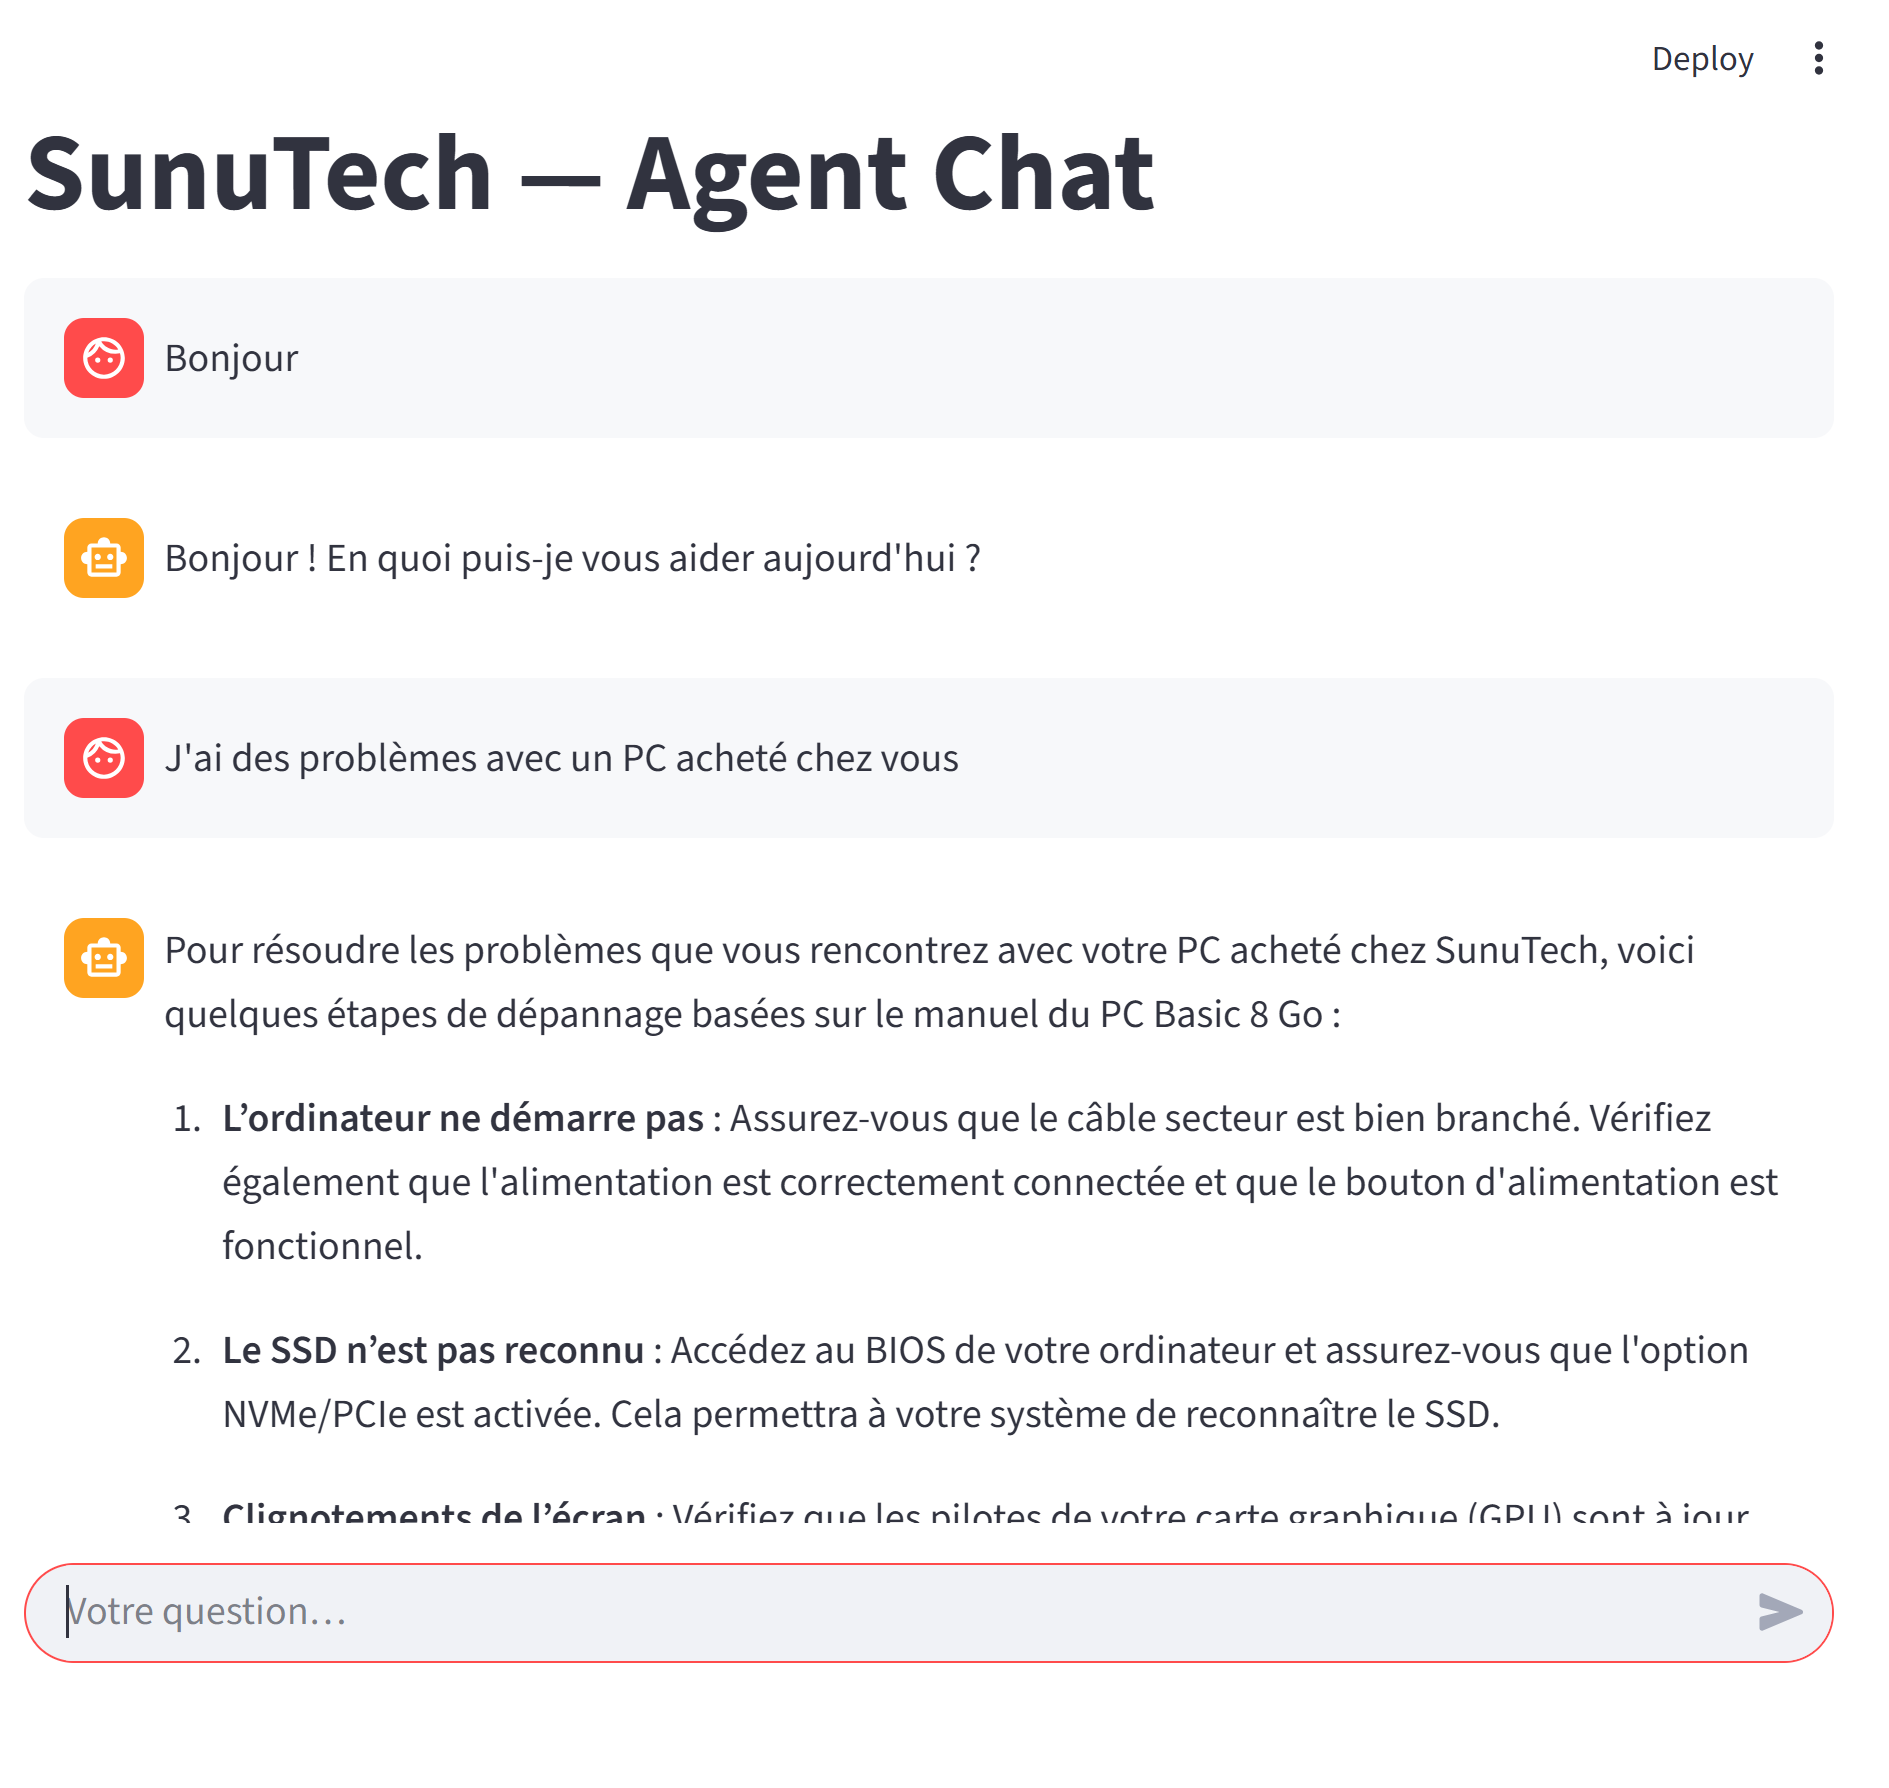 Deploy
SunuTech — Agent Chat
Bonjour
Bonjour ! En quoi puis-je vous aider aujourd'hui ?
J'ai des problèmes avec un PC acheté chez vous
Pour résoudre les problèmes que vous rencontrez avec votre PC acheté chez SunuTech, voici
quelques étapes de dépannage basées sur le manuel du PC Basic 8 Go :
1. L’ordinateur ne démarre pas : Assurez-vous que le câble secteur est bien branché. Vérifiez
également que l'alimentation est correctement connectée et que le bouton d'alimentation est
fonctionnel.
2. Le SSD n’est pas reconnu : Accédez au BIOS de votre ordinateur et assurez-vous que l'option
NVMe/PCIe est activée. Cela permettra à votre système de reconnaître le SSD.
3. Clignotements de l’écran : Vérifiez que les pilotes de votre carte graphique (GPU) sont à jour
Votre question…